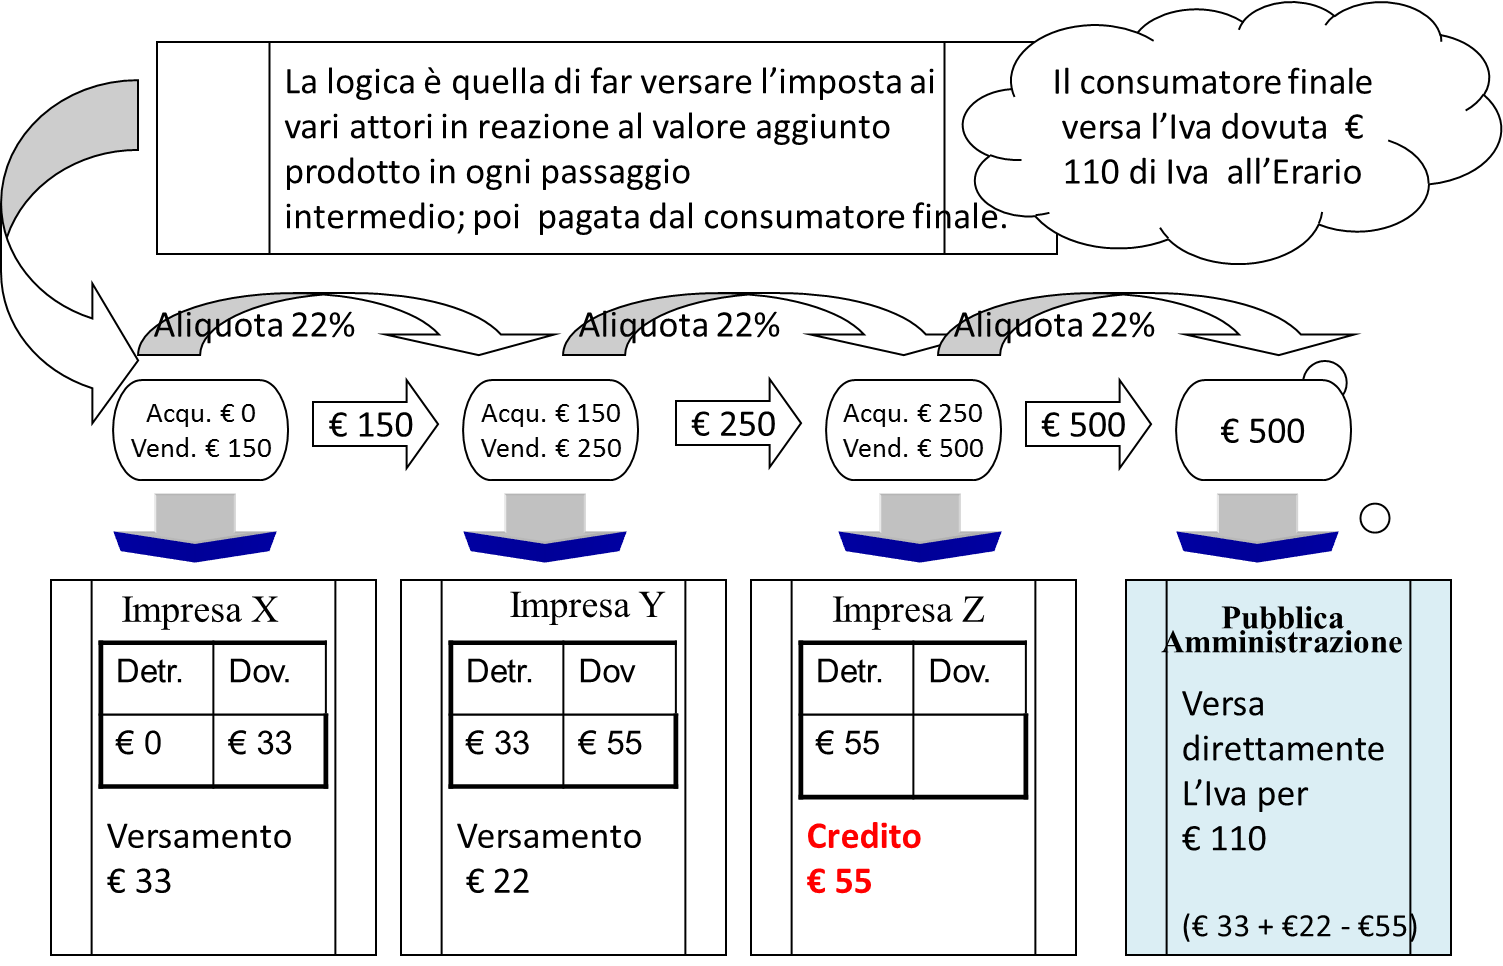 La logica è quella di far versare l’imposta ai
vari attori in reazione al valore aggiunto
prodotto in ogni passaggio
intermedio; poi pagata dal consumatore finale.
Il consumatore finale
versa l’Iva dovuta €
110 di Iva all’Erario
Aliquota 22%
Aliquota 22%
Aliquota 22%
Acqu. € 0
Vend. € 150
€ 150
Acqu. € 150
Vend. € 250
€ 250
Acqu. € 250
Vend. € 500
€ 500
€ 500
Impresa X
Detr. Dov.
€ 0 € 33
Versamento
€ 33
Impresa Y
Detr. Dov
€ 33 € 55
Versamento
€ 22
Impresa Z
Detr. Dov.
€ 55
Credito
€ 55
Pubblica
Amministrazione
Versa
direttamente
L’Iva per
€ 110
(€ 33 + €22 - €55)